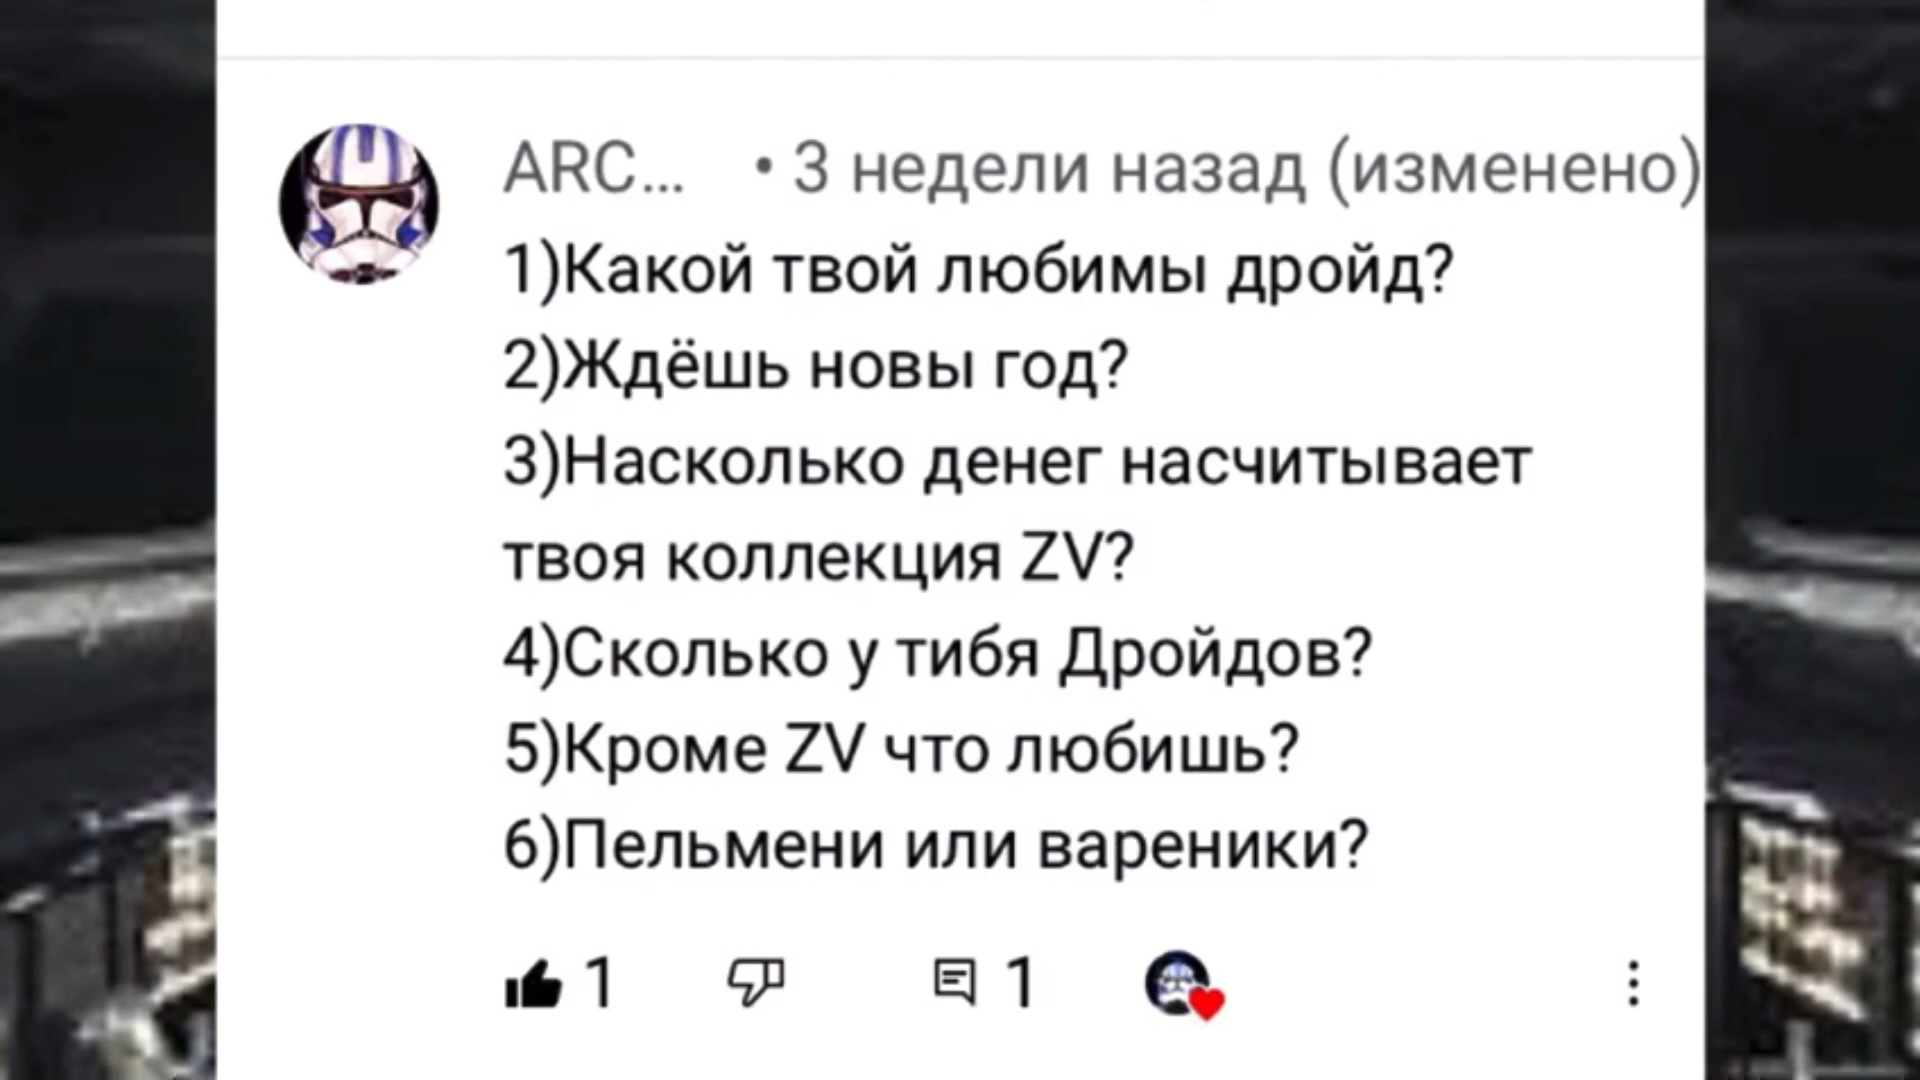 ARC... • 3 недели назад (изменено)
1)Какой твой любимы дройд?
2)Ждёшь новы год?
3)Насколько денег насчитывает
твоя коллекция ZV?
4)Сколько у тибя Дройдов?
5)Кроме ZV что любишь?
6)Пельмени или вареники?
1 1